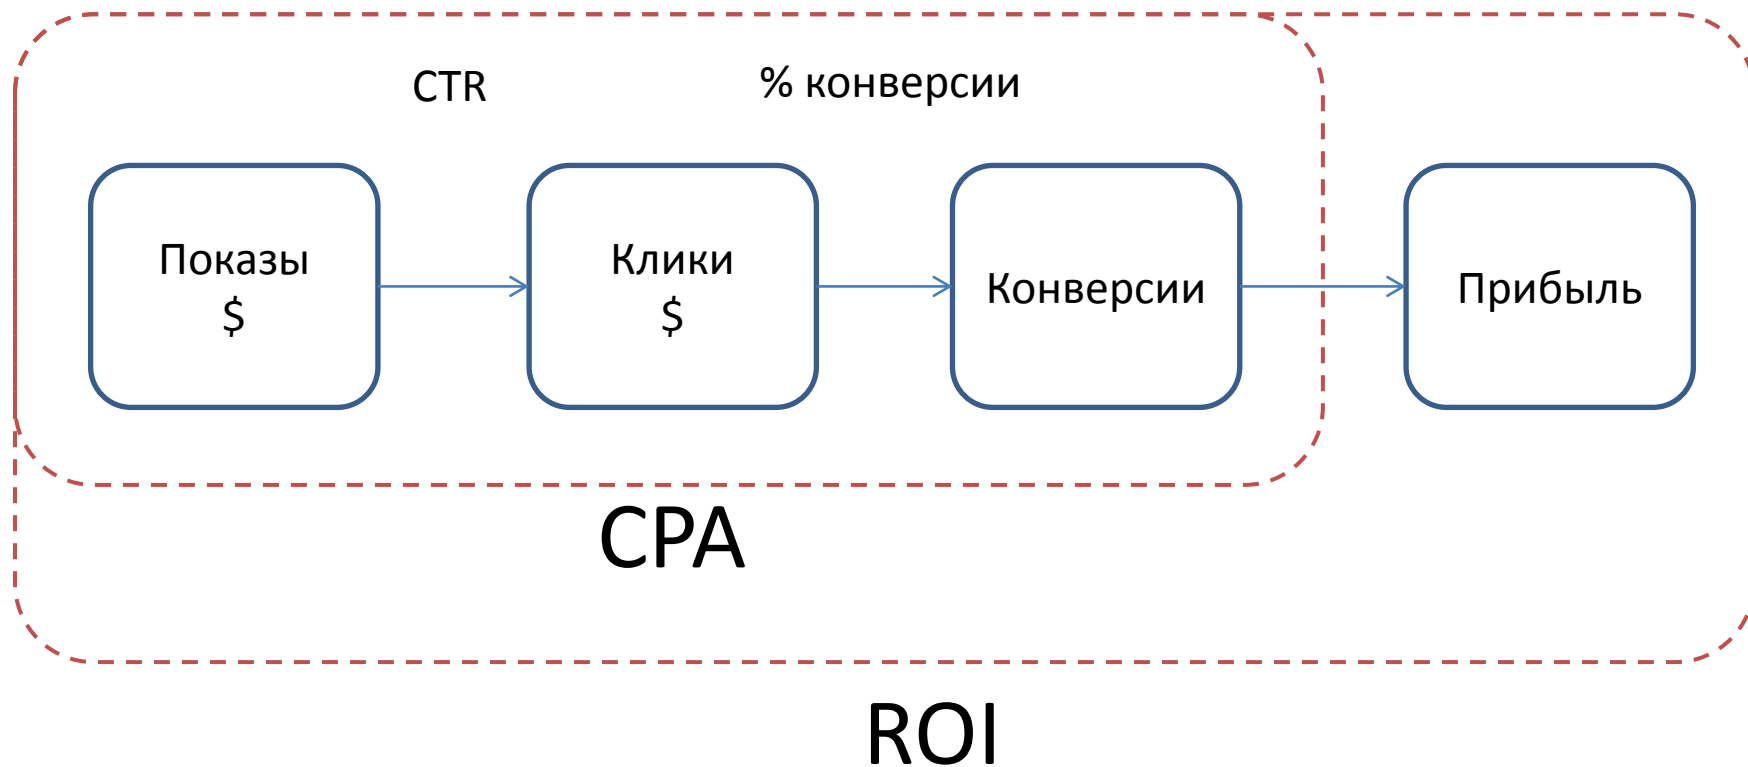 CTR
% конверсии
Показы
$
Клики
$
Конверсии
Прибыль
CPA
ROI